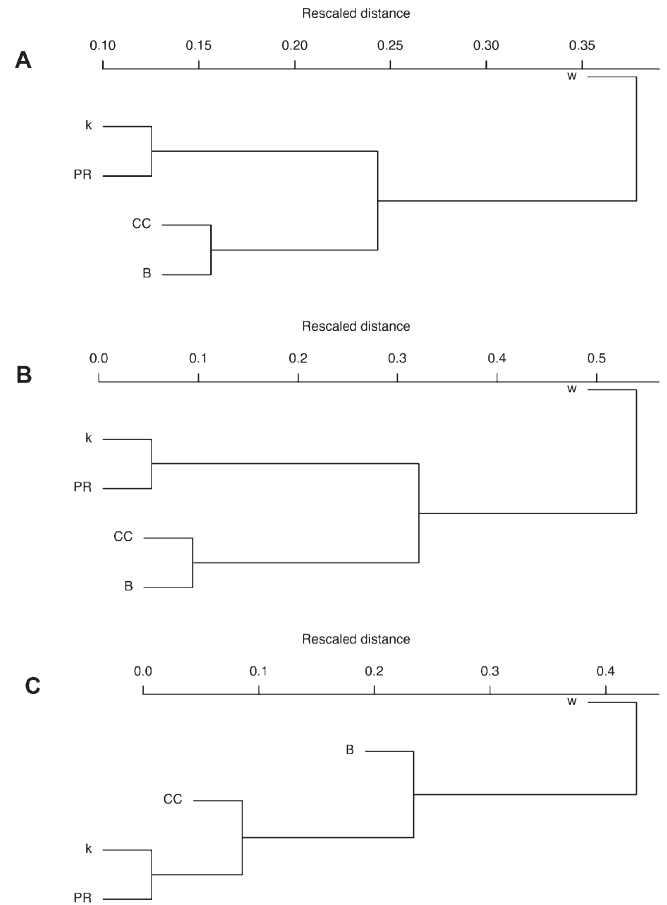 Rescaled distance
0.10 0.15 0.20 0.25 0.30 0.35
A
w
k
PR
CC
B
Rescaled distance
0.0 0.1 0.2 0.3 0.4 0.5
B
w
k
PR
CC
B
Rescaled distance
0.0 0.1 0.2 0.3 0.4
C
w
B
CC
k
PR